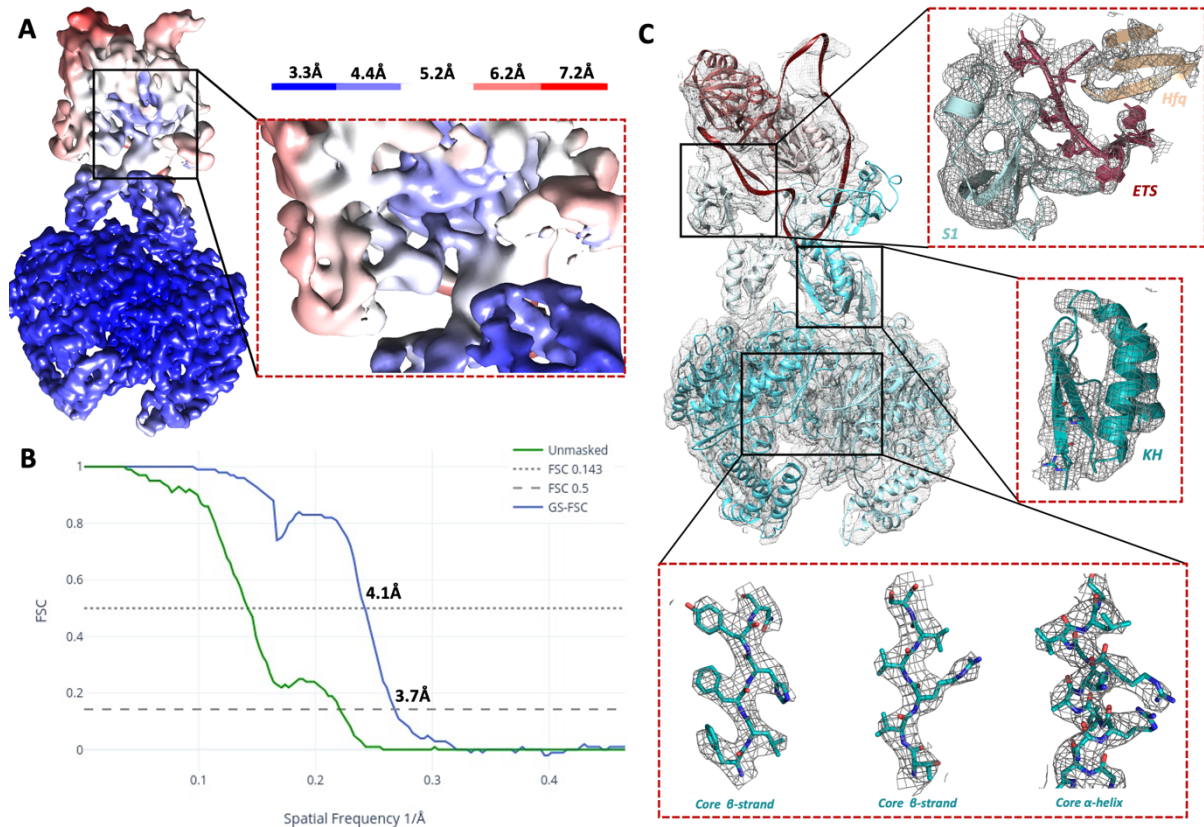 A
3.3Å 4.4Å 5.2Å 6.2Å 7.2Å
B
Unmasked
FSC 0.143
FSC 0.5
GS-FSC
1
0.8
0.6
0.4
0.2
0
FSC
4.1Å
3.7Å
0.1 0.2 0.3 0.4
Spatial Frequency 1/Å
C
Hfq
ETS
S1
KH
Core β-strand Core β-strand Core α-helix